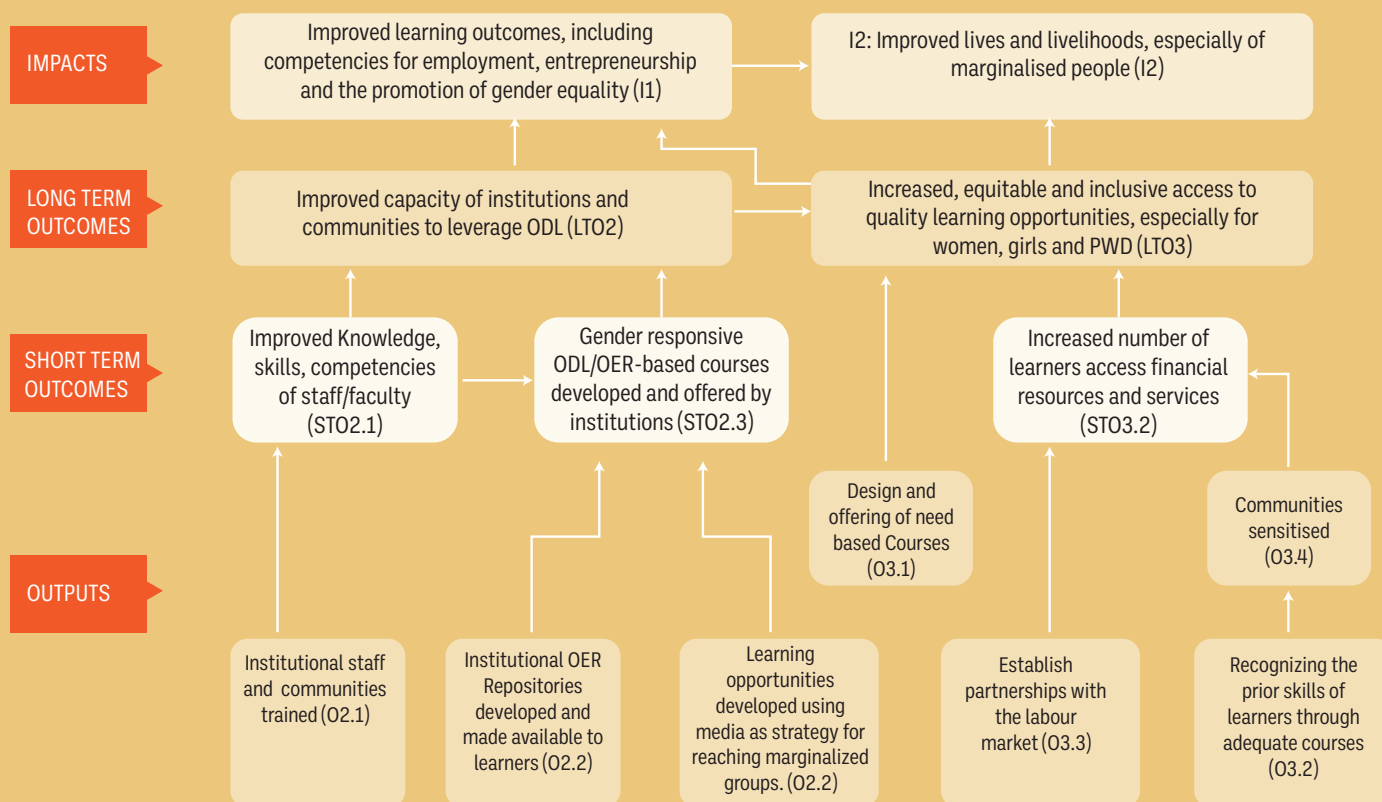 IMPACTS
Improved learning outcomes, including
competencies for employment, entrepreneurship
and the promotion of gender equality (I1)
I2: Improved lives and livelihoods, especially of
marginalised people (I2)
LONG TERM
OUTCOMES
Improved capacity of institutions and
communities to leverage ODL (LTO2)
Increased, equitable and inclusive access to
quality learning opportunities, especially for
women, girls and PWD (LTO3)
SHORT TERM
OUTCOMES
Improved Knowledge,
skills, competencies
of staff/faculty
(STO2.1)
Gender responsive
ODL/OER-based courses
developed and offered by
institutions (STO2.3)
Increased number of
learners access financial
resources and services
(STO3.2)
Design and
offering of need
based Courses
(O3.1)
Communities
sensitised
(O3.4)
OUTPUTS
Institutional staff
and communities
trained (O2.1)
Institutional OER
Repositories
developed and
made available to
learners (O2.2)
Learning
opportunities
developed using
media as strategy for
reaching marginalized
groups. (O2.2)
Establish
partnerships with
the labour
market (O3.3)
Recognizing the
prior skills of
learners through
adequate courses
(O3.2)